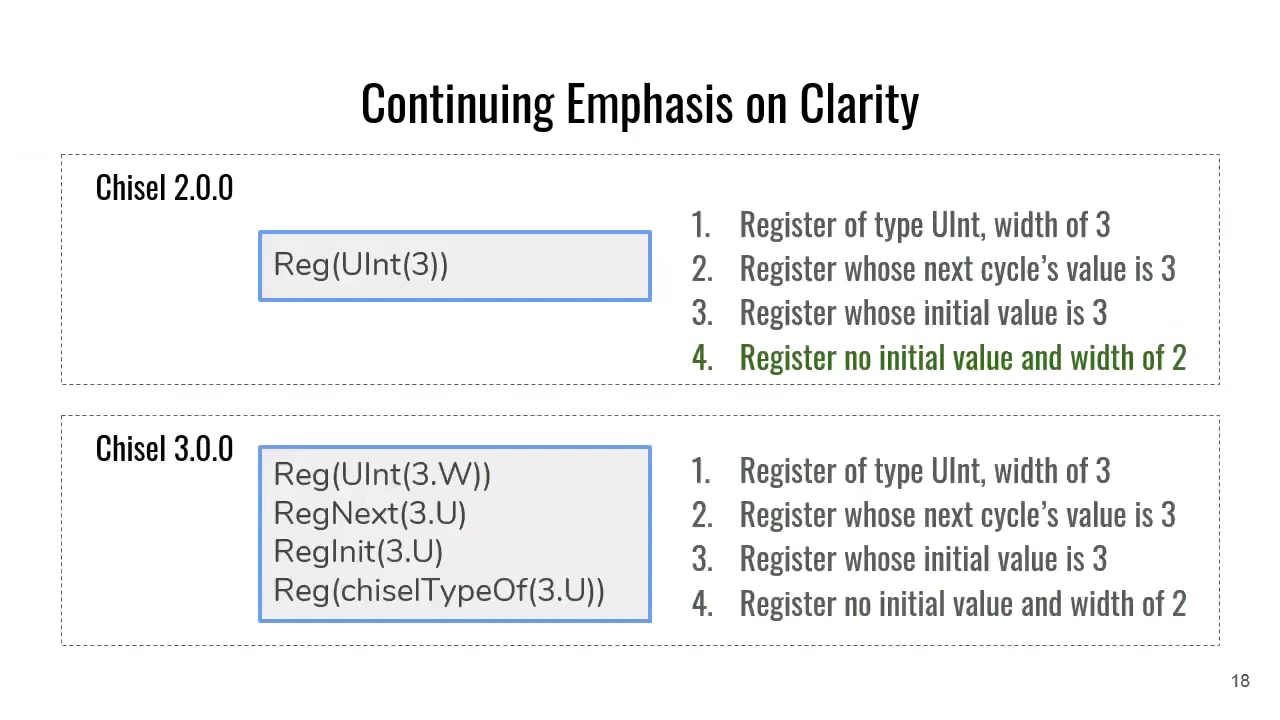 Continuing Emphasis on Clarity
Chisel 2.0.0
Reg(UInt(3))
1. Register of type UInt, width of 3
2. Register whose next cycle's value is 3
3. Register whose initial value is 3
4. Register no initial value and width of 2
Chisel 3.0.0
Reg(UInt(3.W))
RegNext(3.U)
RegInit(3.U)
Reg(chiselTypeOf(3.U))
1. Register of type UInt, width of 3
2. Register whose next cycle's value is 3
3. Register whose initial value is 3
4. Register no initial value and width of 2
18